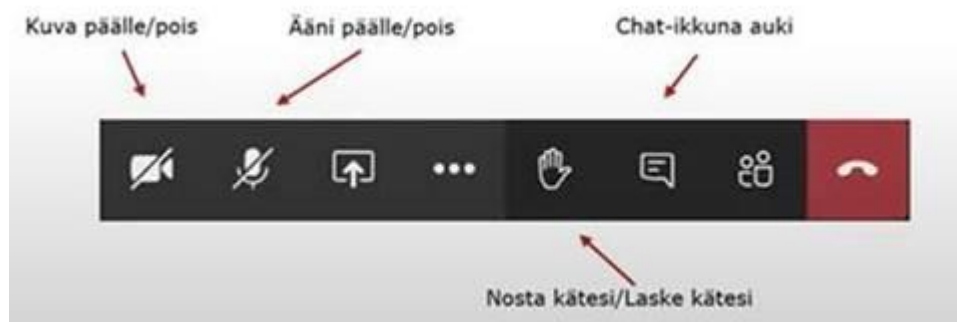 Kuva päälle/pois
Ääni päälle/pois
Chat-ikkuna auki
Nosta kätesi/Laske kätesi